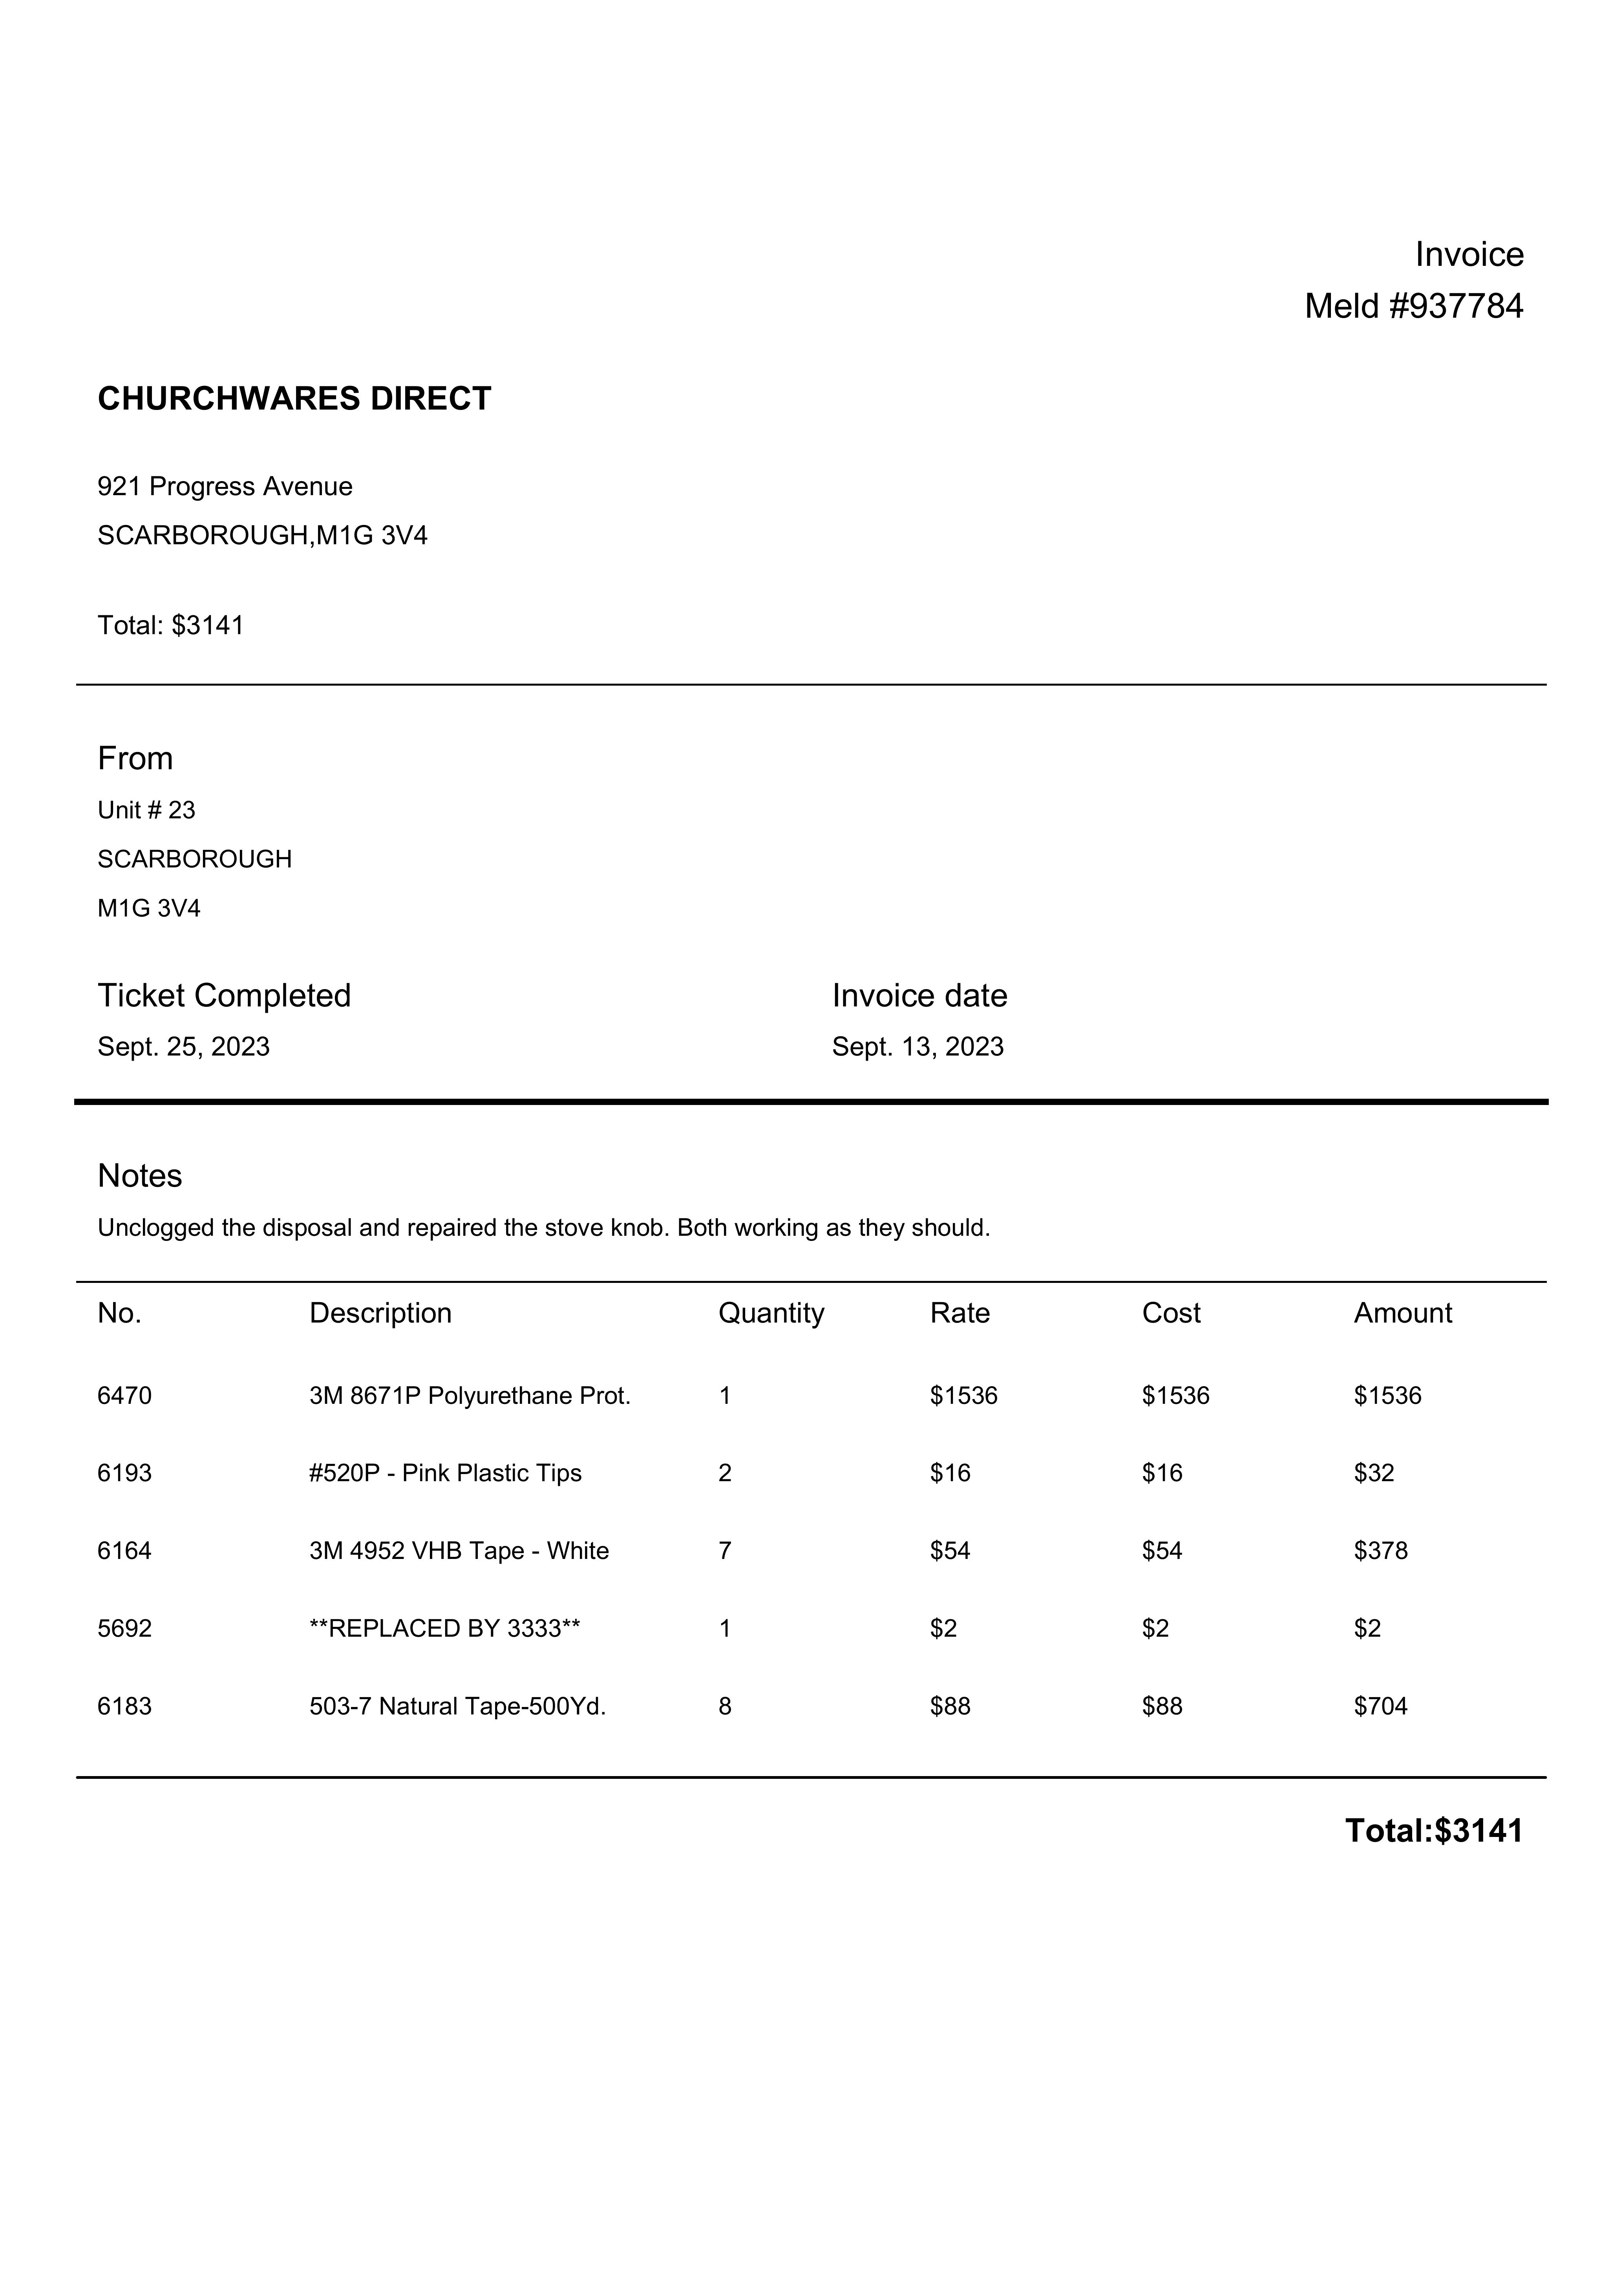 Invoice
Meld #937784
CHURCHWARES DIRECT
921 Progress Avenue
SCARBOROUGH,M1G 3V4
Total: $3141
From
Unit # 23
SCARBOROUGH
M1G 3V4
Ticket Completed Invoice date
Sept. 25, 2023 Sept. 13, 2023
Notes
Unclogged the disposal and repaired the stove knob. Both working as they should.
No. Description Quantity Rate Cost Amount
6470 3M 8671P Polyurethane Prot. 1 $1536 $1536 $1536
6193 #520P - Pink Plastic Tips 2 $16 $16 $32
6164 3M 4952 VHB Tape - White 7 $54 $54 $378
5692 **REPLACED BY 3333** 1 $2 $2 $2
6183 503-7 Natural Tape-500Yd. 8 $88 $88 $704
Total:$3141